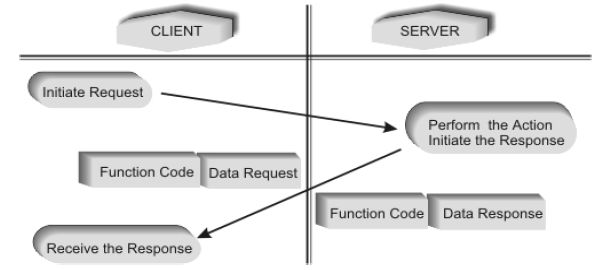 CLIENT
SERVER
Initiate Request
Perform the Action
Initiate the Response
Function Code
Data Request
Function Code
Data Response
Receive the Response